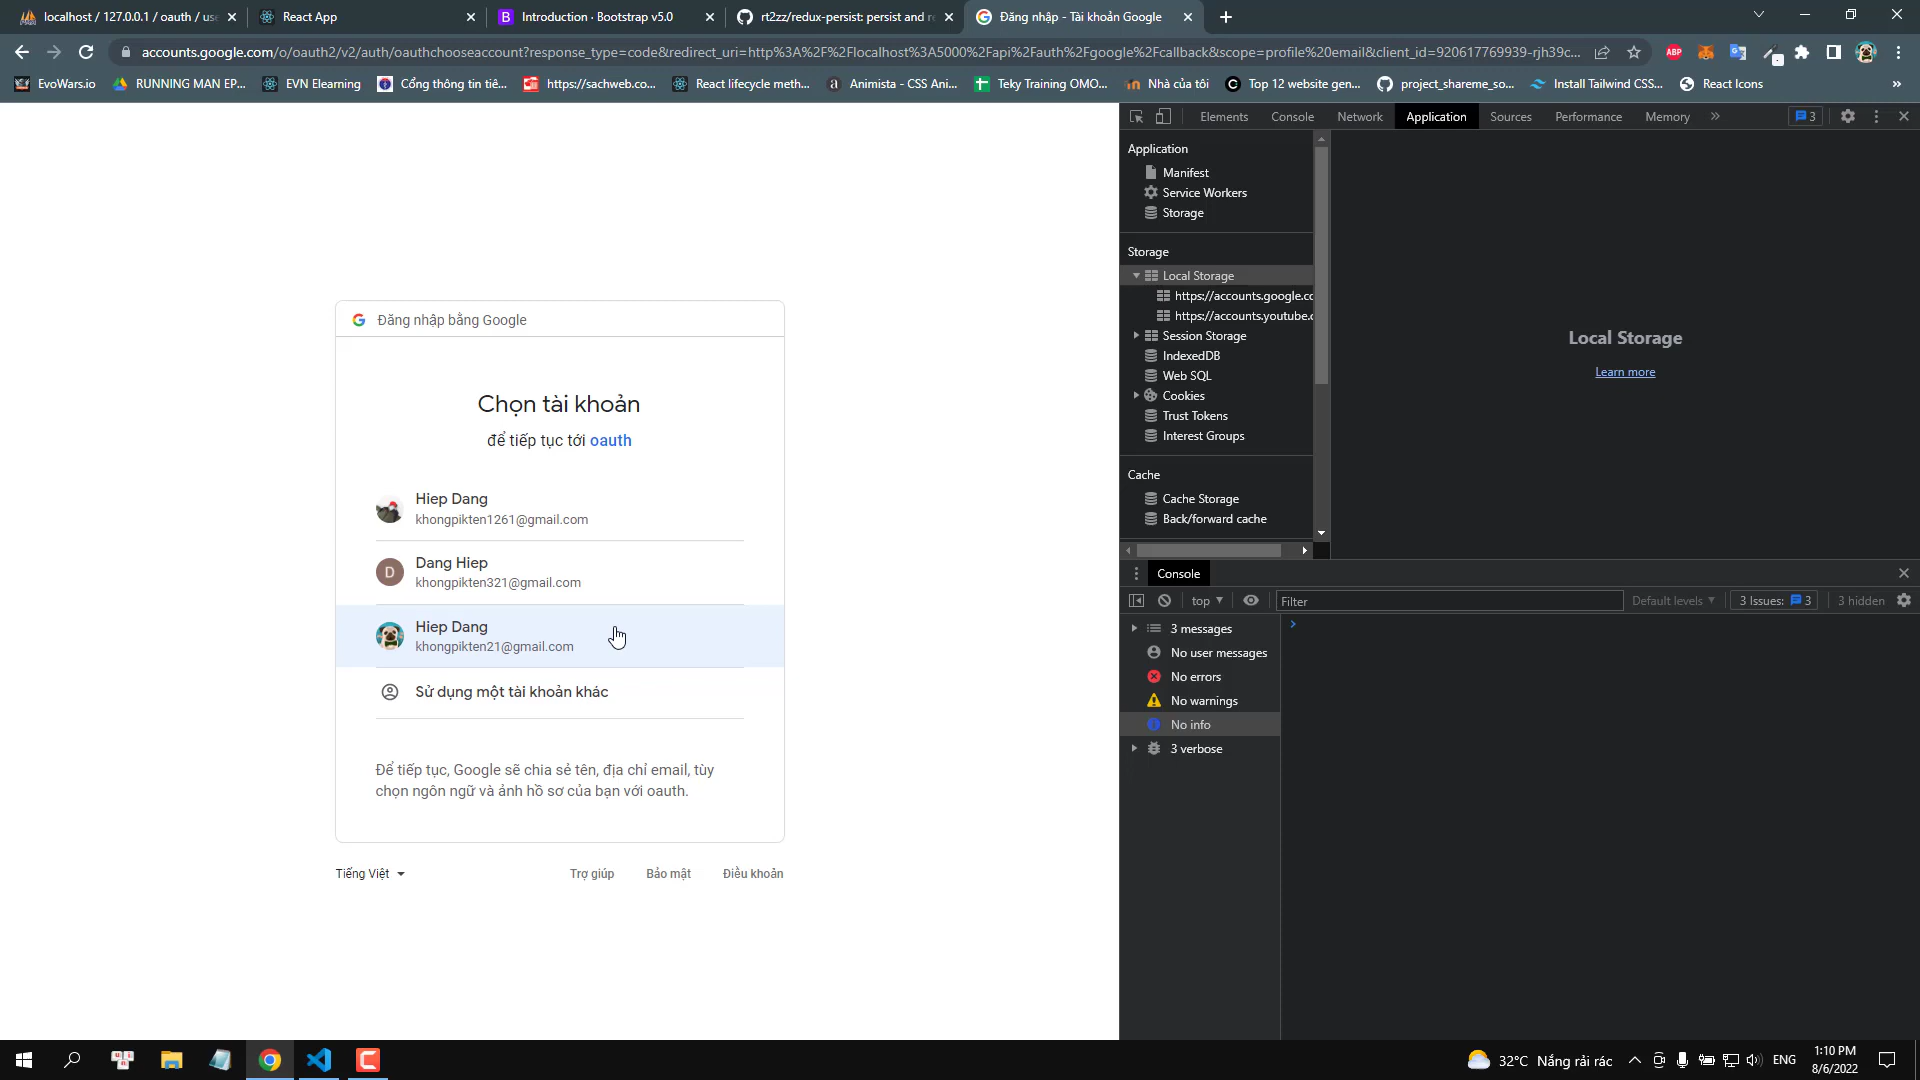 localhost / 127.0.0.1 / oauth / us
React App
Introduction · Bootstrap v5.0
rt2zz/redux-persist: persist and r
Đăng nhập - Tài khoản Google
accounts.google.com/o/oauth2/v2/auth/oauthchooseaccount?response_type=code&redirect_uri=http%3A%2F%2Flocalhost%3A5000%2Fapi%2Fauth%2Fgoogle%2Fcallback&scope=profile%20email&client_id=920617769939-rjh39c...
ABP
EvoWars.io
RUNNING MAN EP...
EVN Elearning
Cổng thông tin tiê...
https://sachweb.co...
React lifecycle meth...
Animista - CSS Ani...
Teky Training OMO...
Nhà của tôi
Top 12 website gen...
project_shareme_so...
Install Tailwind CSS...
React Icons
»
Elements
Console
Network
Application
Sources
Performance
Memory
»
3
Application
Manifest
Service Workers
Storage
Storage
Local Storage
https://accounts.google.co
https://accounts.youtube.c
Session Storage
IndexedDB
Web SQL
Cookies
Trust Tokens
Interest Groups
Cache
Cache Storage
Back/forward cache
Local Storage
Learn more
Đăng nhập bằng Google
Chọn tài khoản
để tiếp tục tới oauth
Hiep Dang
khongpikten1261@gmail.com
D
Dang Hiep
khongpikten321@gmail.com
Hiep Dang
khongpikten21@gmail.com
Sử dụng một tài khoản khác
Để tiếp tục, Google sẽ chia sẻ tên, địa chỉ email, tùy
chọn ngôn ngữ và ảnh hồ sơ của bạn với oauth.
Tiếng Việt
Trợ giúp
Bảo mật
Điều khoản
Console
top
Filter
Default levels
3 Issues:
3
3 hidden
3 messages
No user messages
No errors
No warnings
No info
3 verbose
32°C Nắng rải rác
ENG
1:10 PM
8/6/2022